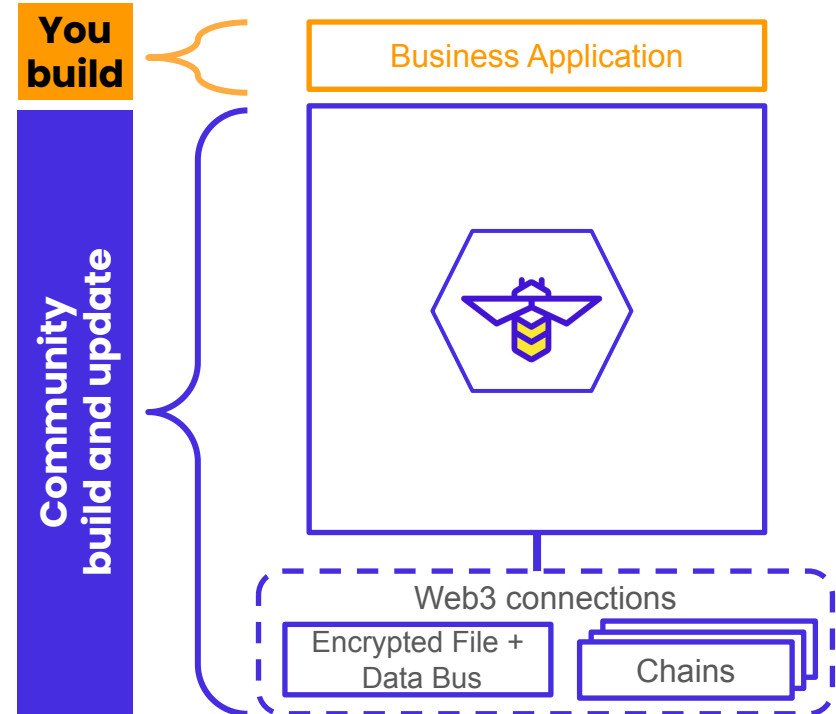 You
build
Business Application
Community
build and update
Web3 connections
Encrypted File +
Data Bus
Chains